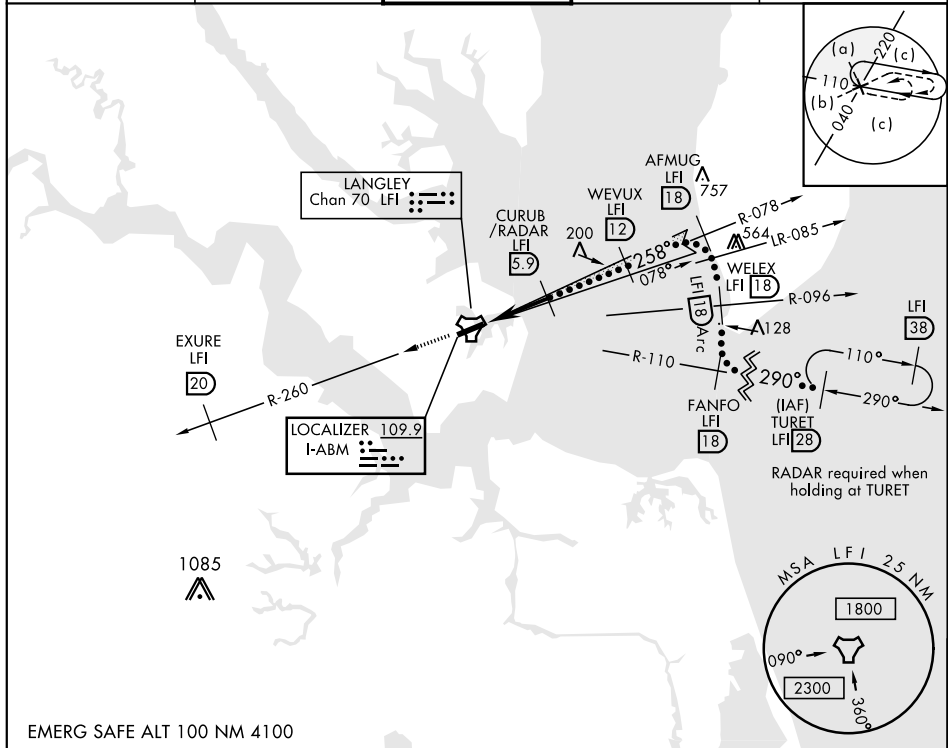 (a)
220
(c)
110
(b)
040
(c)
AFMUG
LFI
18
757
LANGLEY
Chan 70 LFI
WEVUX
LFI
12
CURUB
/RADAR
LFI
5.9
200
R-078
564
LR-085
258°
078°
WELEX
LFI 18
R-096
LFI
38
LFI 18 Arc
128
EXURE
LFI
20
R-110
110°
290°
290°
R-260
FANFO
LFI
18
(IAF)
TURET
LFI 28
LOCALIZER 109.9
I-ABM
RADAR required when
holding at TURET
1085
MSA LFI 25 NM
1800
090°
2300
360°
EMERG SAFE ALT 100 NM 4100